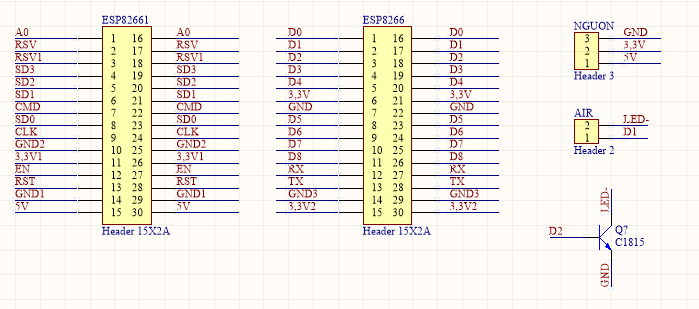 ESP82661
A0 1 16 A0
RSV 2 17 RSV
RSV1 3 18 RSV1
SD3 4 19 SD3
SD2 5 20 SD2
SD1 6 21 SD1
CMD 7 22 CMD
SD0 8 23 SD0
CLK 9 24 CLK
GND2 10 25 GND2
3,3V1 11 26 3,3V1
EN 12 27 EN
RST 13 28 RST
GND1 14 29 GND1
5V 15 30 5V
Header 15X2A
ESP8266
D0 1 16 D0
D1 2 17 D1
D2 3 18 D2
D3 4 19 D3
D4 5 20 D4
3,3V 6 21 3,3V
GND 7 22 GND
D5 8 23 D5
D6 9 24 D6
D7 10 25 D7
D8 11 26 D8
RX 12 27 RX
TX 13 28 TX
GND3 14 29 GND3
3,3V2 15 30 3,3V2
Header 15X2A
NGUON
3 GND
2 3,3V
1 5V
Header 3
AIR
2 LED-
1 D1
Header 2
LED-
D2
Q?
C1815
GND